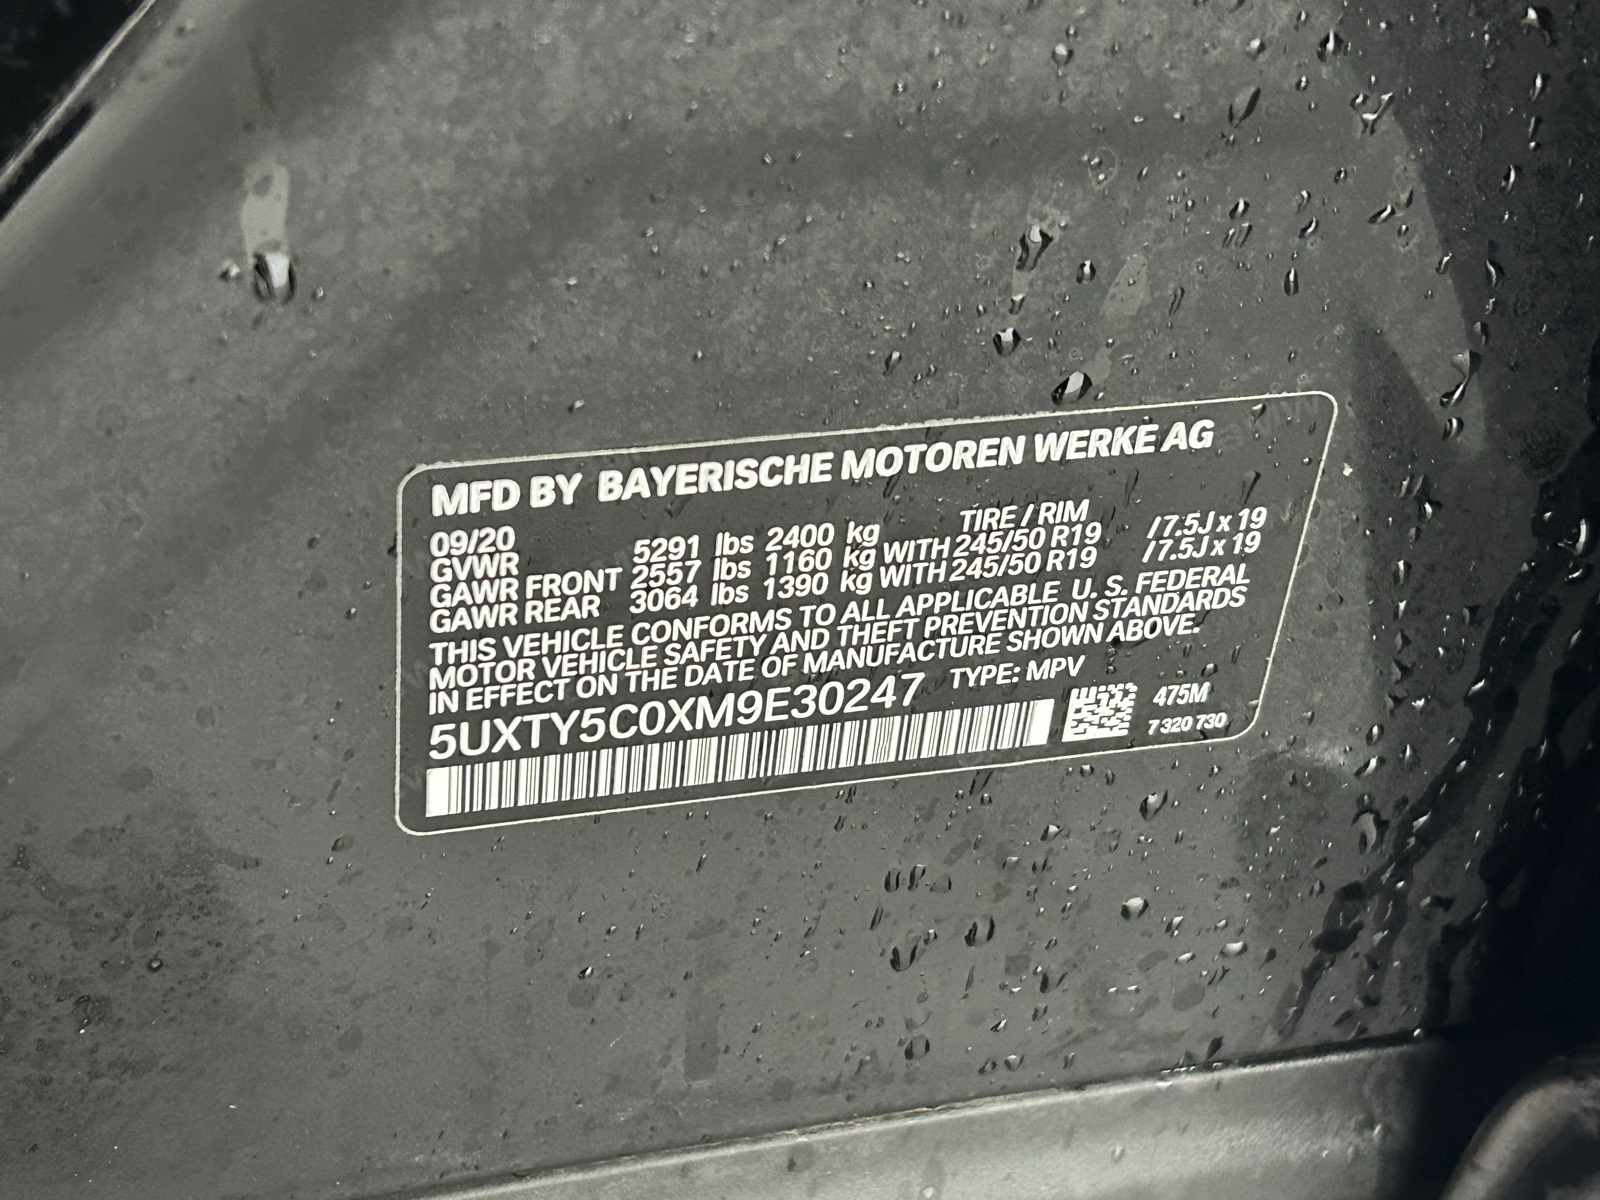 MFD BY BAYERISCHE MOTOREN WERKE AG
09/20 TIRE / RIM
GVWR 5291 lbs 2400 kg
GAWR FRONT 2557 lbs 1160 kg WITH 245/50 R19 /7.5J x 19
GAWR REAR 3064 lbs 1390 kg WITH 245/50 R19 /7.5J x 19
THIS VEHICLE CONFORMS TO ALL APPLICABLE U. S. FEDERAL
MOTOR VEHICLE SAFETY AND THEFT PREVENTION STANDARDS
IN EFFECT ON THE DATE OF MANUFACTURE SHOWN ABOVE.
5UXTY5C0XM9E30247 TYPE: MPV
475M
7 320 730